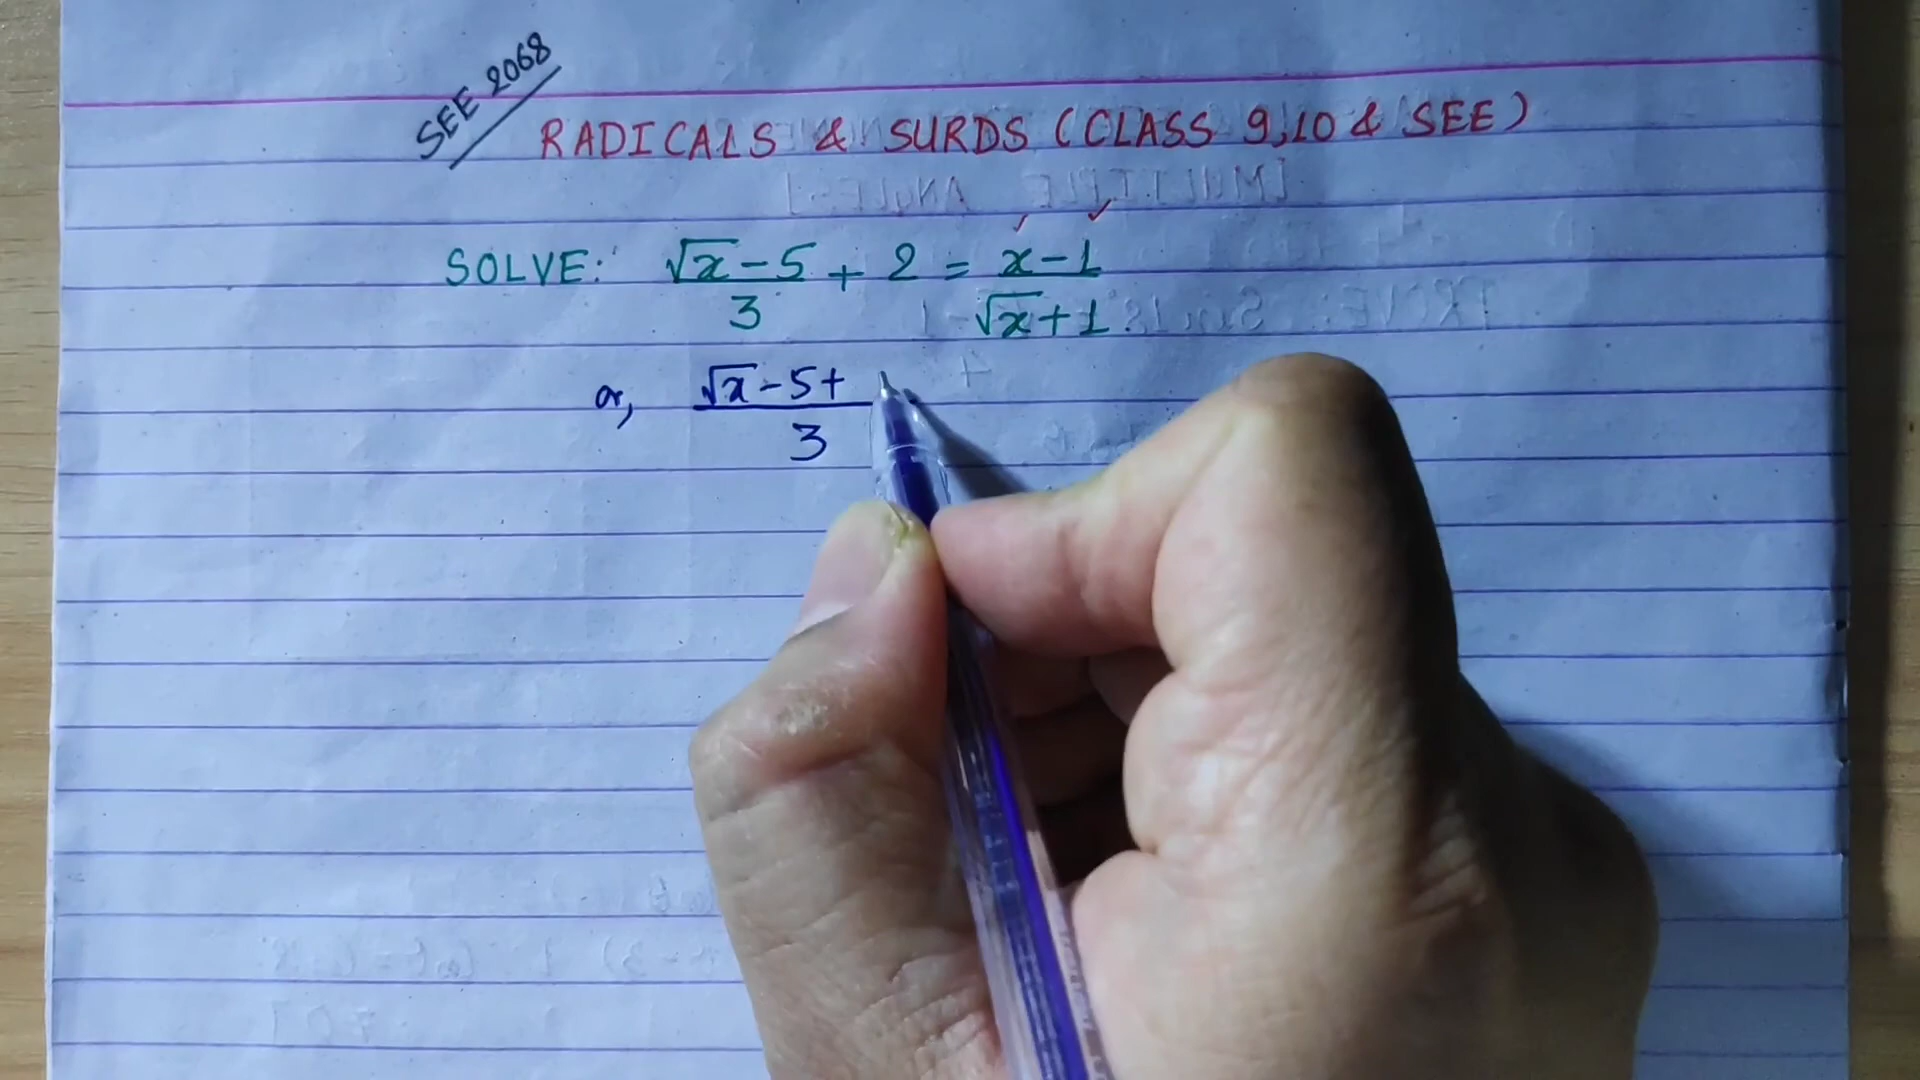 SEE 2068
RADICALS & SURDS (CLASS 9,10 & SEE)
SOLVE: (√x-5)/3 + 2 = (x-1)/(√x+1)
or, (√x-5+)/3